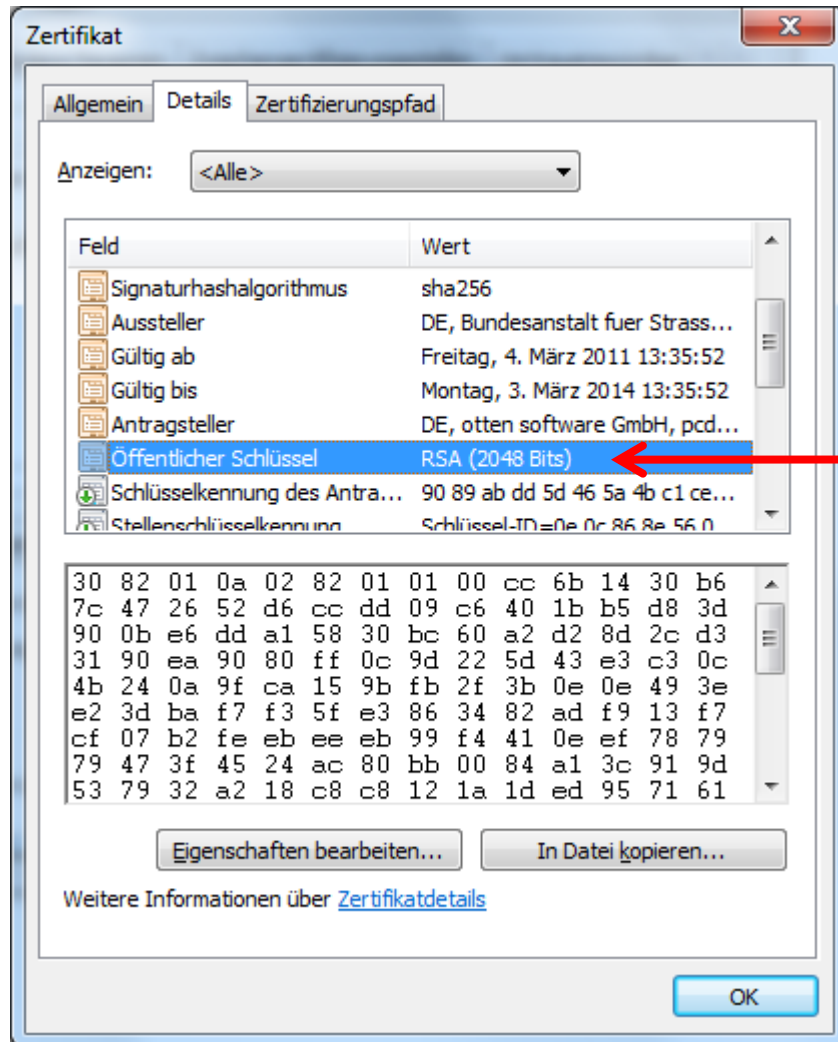 Zertifikat
Allgemein Details Zertifizierungspfad
Anzeigen: <Alle>
Feld Wert
Signaturhashalgorithmus sha256
Aussteller DE, Bundesanstalt fuer Strass...
Gültig ab Freitag, 4. März 2011 13:35:52
Gültig bis Montag, 3. März 2014 13:35:52
Antragsteller DE, otten software GmbH, pcd...
Öffentlicher Schlüssel RSA (2048 Bits)
Schlüsselkennung des Antra... 90 89 ab dd 5d 46 5a 4b c1 ce...
Stellenschlüsselkennung Schlüssel-ID=0e 0c 86 8e 56 0
30 82 01 0a 02 82 01 01 00 cc 6b 14 30 b6
7c 47 26 52 d6 cc dd 09 c6 40 1b b5 d8 3d
90 0b e6 dd a1 58 30 bc 60 a2 d2 8d 2c d3
31 90 ea 90 80 ff 0c 9d 22 5d 43 e3 c3 0c
4b 24 0a 9f ca 15 9b fb 2f 3b 0e 0e 49 3e
e2 3d ba f7 f3 5f e3 86 34 82 ad f9 13 f7
cf 07 b2 fe eb ee eb 99 f4 41 0e ef 78 79
79 47 3f 45 24 ac 80 bb 00 84 a1 3c 91 9d
53 79 32 a2 18 c8 c8 12 1a 1d ed 95 71 61
Eigenschaften bearbeiten... In Datei kopieren...
Weitere Informationen über Zertifikatdetails
OK